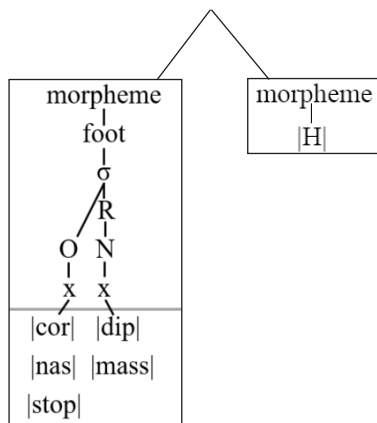 morpheme morpheme
foot |H|
σ
R
O N
x x
|cor| |dip|
|nas| |mass|
|stop|